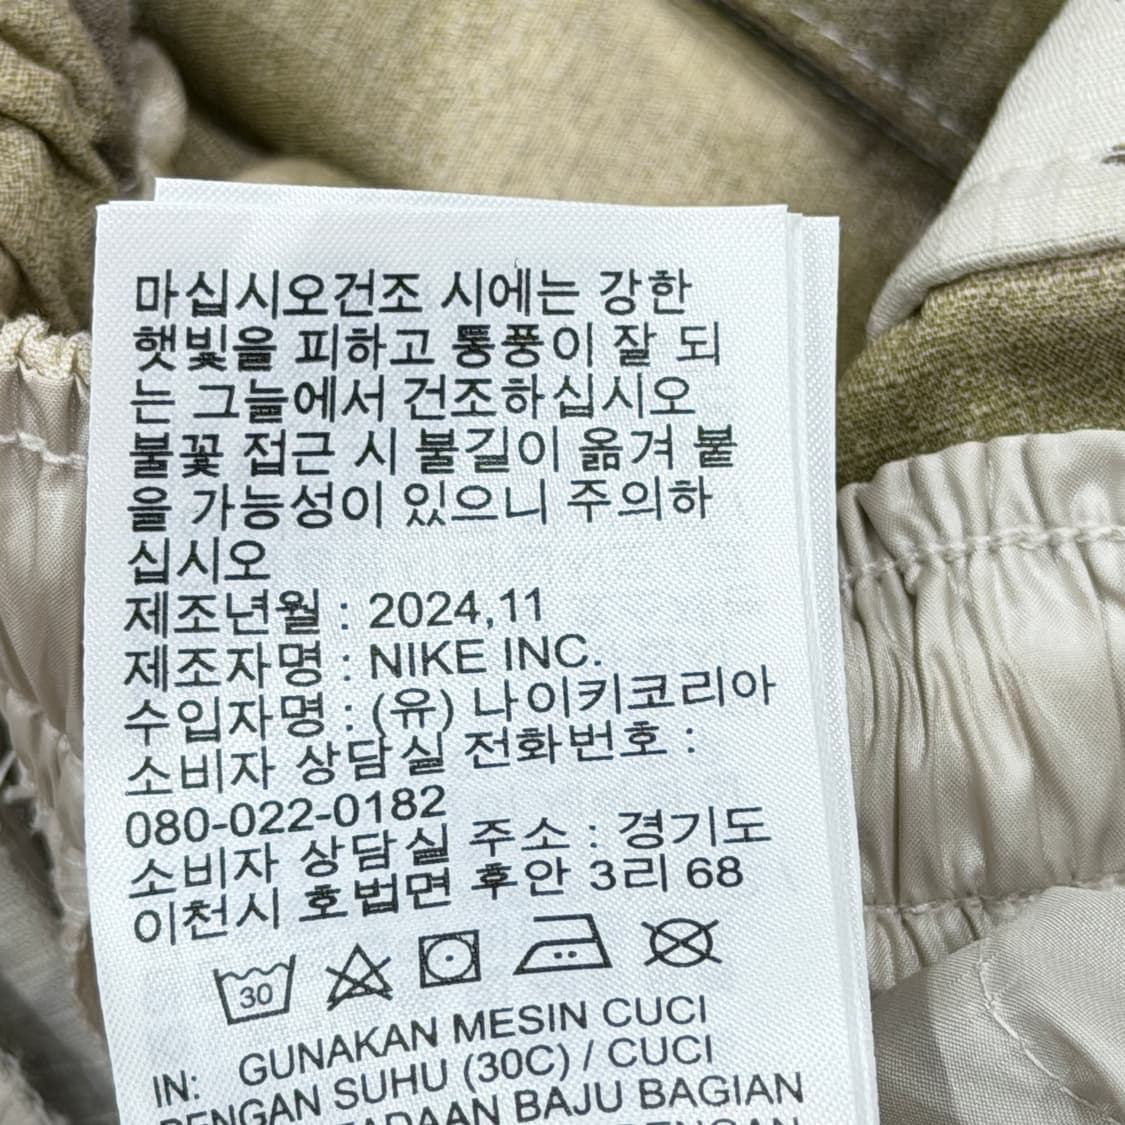 마십시오건조 시에는 강한
햇빛을 피하고 통풍이 잘 되
는 그늘에서 건조하십시오
불꽃 접근 시 불길이 옮겨 붙
을 가능성이 있으니 주의하
십시오
제조년월 : 2024,11
제조자명 : NIKE INC.
수입자명 : (유) 나이키코리아
소비자 상담실 전화번호 :
080-022-0182
소비자 상담실 주소 : 경기도
이천시 호법면 후안 3리 68
30
IN: GUNAKAN MESIN CUCI
DENGAN SUHU (30C) / CUCI
BAJU BAGIAN